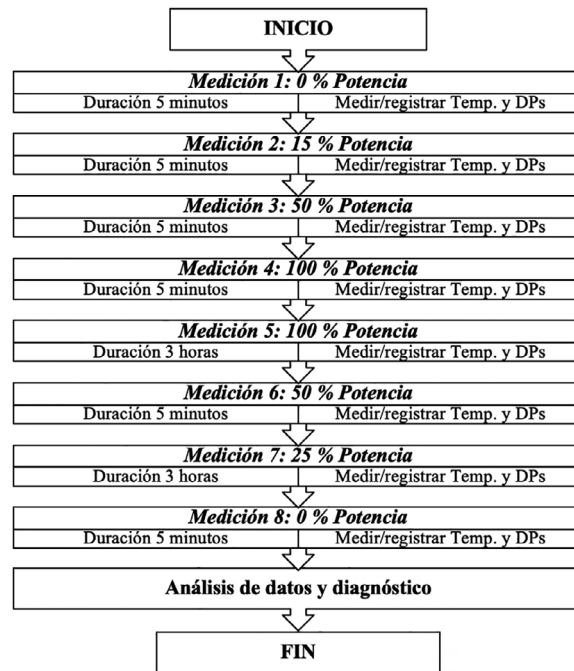 INICIO
Medición 1: 0 % Potencia
Duración 5 minutos Medir/registrar Temp. y DPs
Medición 2: 15 % Potencia
Duración 5 minutos Medir/registrar Temp. y DPs
Medición 3: 50 % Potencia
Duración 5 minutos Medir/registrar Temp. y DPs
Medición 4: 100 % Potencia
Duración 5 minutos Medir/registrar Temp. y DPs
Medición 5: 100 % Potencia
Duración 3 horas Medir/registrar Temp. y DPs
Medición 6: 50 % Potencia
Duración 5 minutos Medir/registrar Temp. y DPs
Medición 7: 25 % Potencia
Duración 3 horas Medir/registrar Temp. y DPs
Medición 8: 0 % Potencia
Duración 5 minutos Medir/registrar Temp. y DPs
Análisis de datos y diagnóstico
FIN